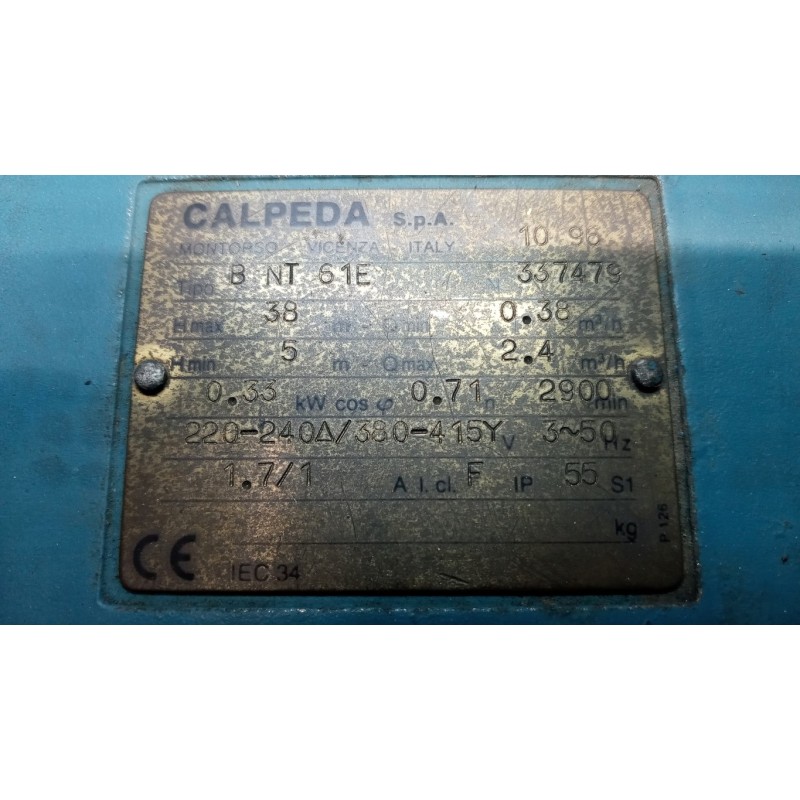 CALPEDA S.p.A.
MONTORSO VICENZA ITALY 10 96
Tipo B NT 61E N 337479
H max 38 m - Q min 0.38 m³/h
H min 5 m - Q max 2.4 m³/h
0.33 kW cos φ 0.71 n 2900 min
220-240Δ/380-415Y V 3~50 Hz
1.7/1 A I.cl. F IP 55 S1
kg
P 126
CE IEC 34